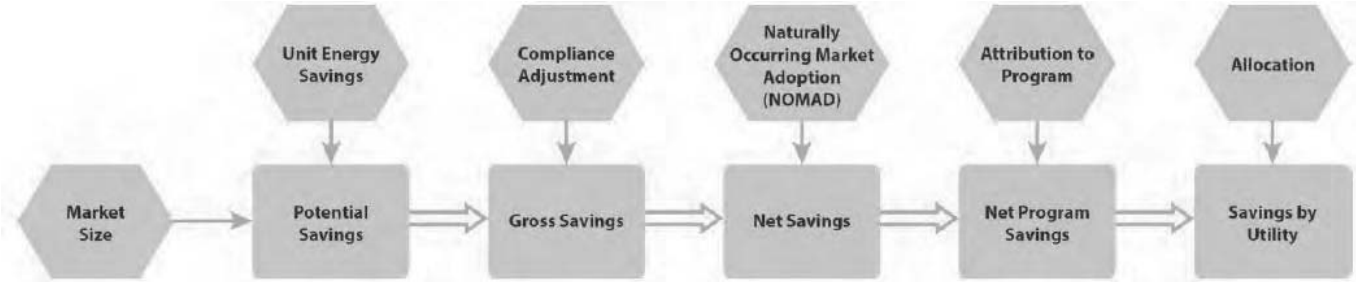 Unit Energy
Savings
Compliance
Adjustment
Naturally
Occurring Market
Adoption
(NOMAD)
Attribution to
Program
Allocation
Market
Size
Potential
Savings
Gross Savings
Net Savings
Net Program
Savings
Savings by
Utility